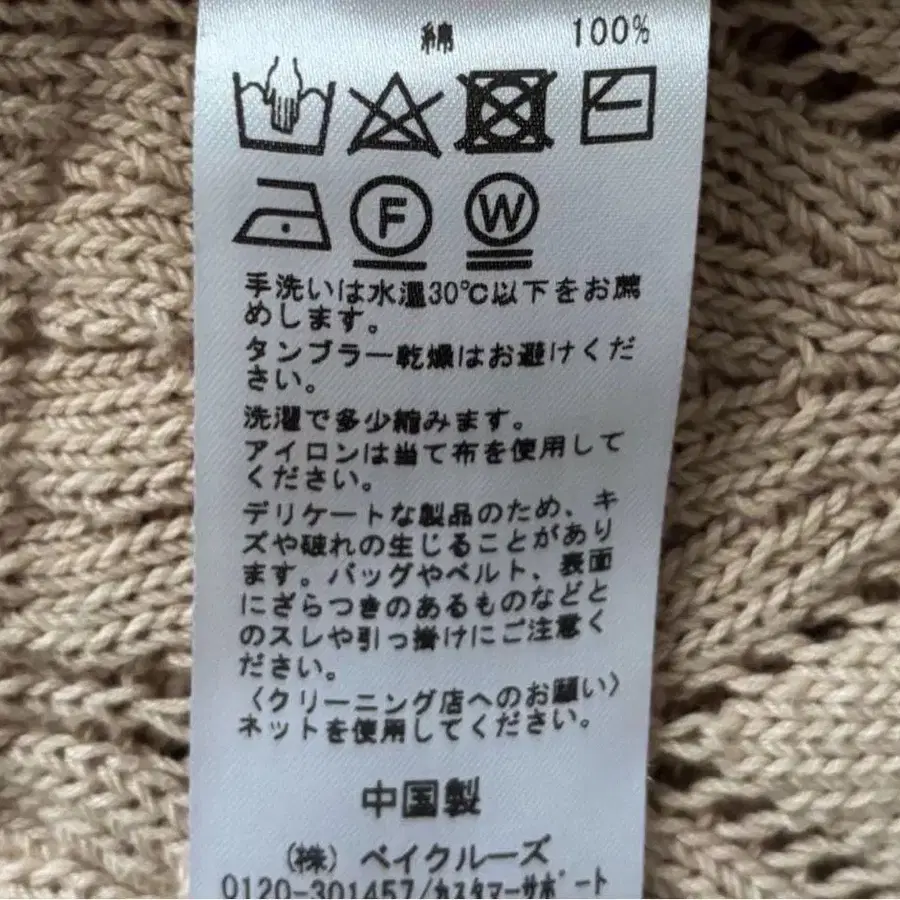 綿 100%
F W
手洗いは水温30℃以下をお薦
めします。
タンブラー乾燥はお避けくだ
さい。
洗濯で多少縮みます。
アイロンは当て布を使用して
ください。
デリケートな製品のため、キ
ズや破れの生じることがあり
ます。バッグやベルト、表面
にざらつきのあるものなどと
のスレや引っ掛けにご注意く
ださい。
〈クリーニング店へのお願い〉
ネットを使用してください。
中国製
(株) ベイクルーズ
0120-301457/カスタマーサポート